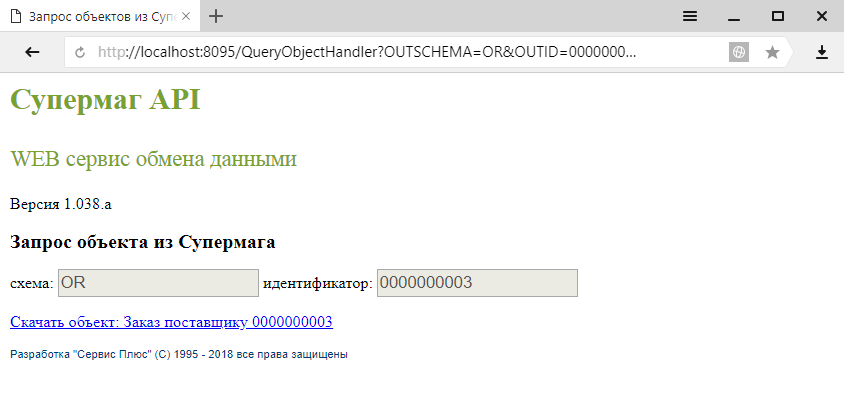 Запрос объектов из Супе
http://localhost:8095/QueryObjectHandler?OUTSCHEMA=OR&OUTID=0000000...
Супермаг API
WEB сервис обмена данными
Версия 1.038.a
Запрос объекта из Супермага
схема: OR идентификатор: 0000000003
Скачать объект: Заказ поставщику 0000000003
Разработка "Сервис Плюс" (C) 1995 - 2018 все права защищены